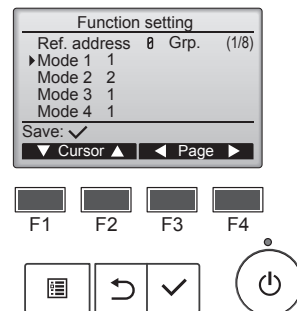 Function setting
Ref. address 0 Grp. (1/8)
Mode 1 1
Mode 2 2
Mode 3 1
Mode 4 1
Save:
Cursor Page
F1 F2 F3 F4